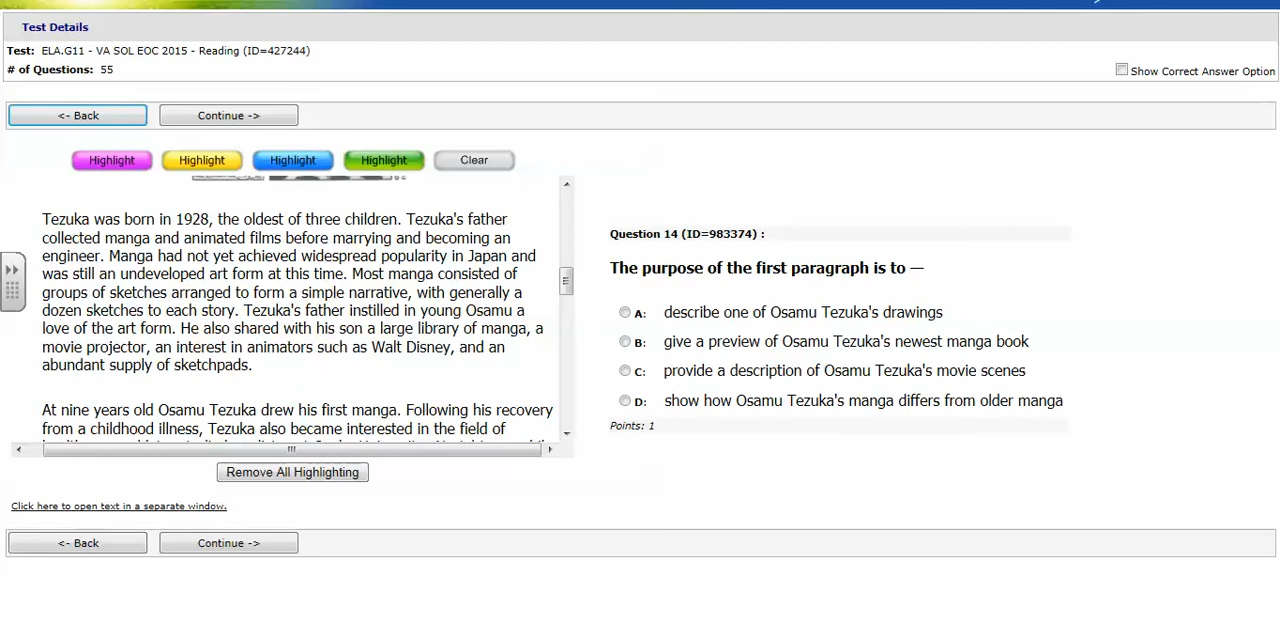 Test Details
Test: ELA.G11 - VA SOL EOC 2015 - Reading (ID=427244)
# of Questions: 55
Show Correct Answer Option
<- Back
Continue ->
Highlight
Highlight
Highlight
Highlight
Clear
Tezuka was born in 1928, the oldest of three children. Tezuka's father
collected manga and animated films before marrying and becoming an
engineer. Manga had not yet achieved widespread popularity in Japan and
was still an undeveloped art form at this time. Most manga consisted of
groups of sketches arranged to form a simple narrative, with generally a
dozen sketches to each story. Tezuka's father instilled in young Osamu a
love of the art form. He also shared with his son a large library of manga, a
movie projector, an interest in animators such as Walt Disney, and an
abundant supply of sketchpads.
At nine years old Osamu Tezuka drew his first manga. Following his recovery
from a childhood illness, Tezuka also became interested in the field of
Remove All Highlighting
Click here to open text in a separate window.
Question 14 (ID=983374) :
The purpose of the first paragraph is to —
A: describe one of Osamu Tezuka's drawings
B: give a preview of Osamu Tezuka's newest manga book
C: provide a description of Osamu Tezuka's movie scenes
D: show how Osamu Tezuka's manga differs from older manga
Points: 1
<- Back
Continue ->